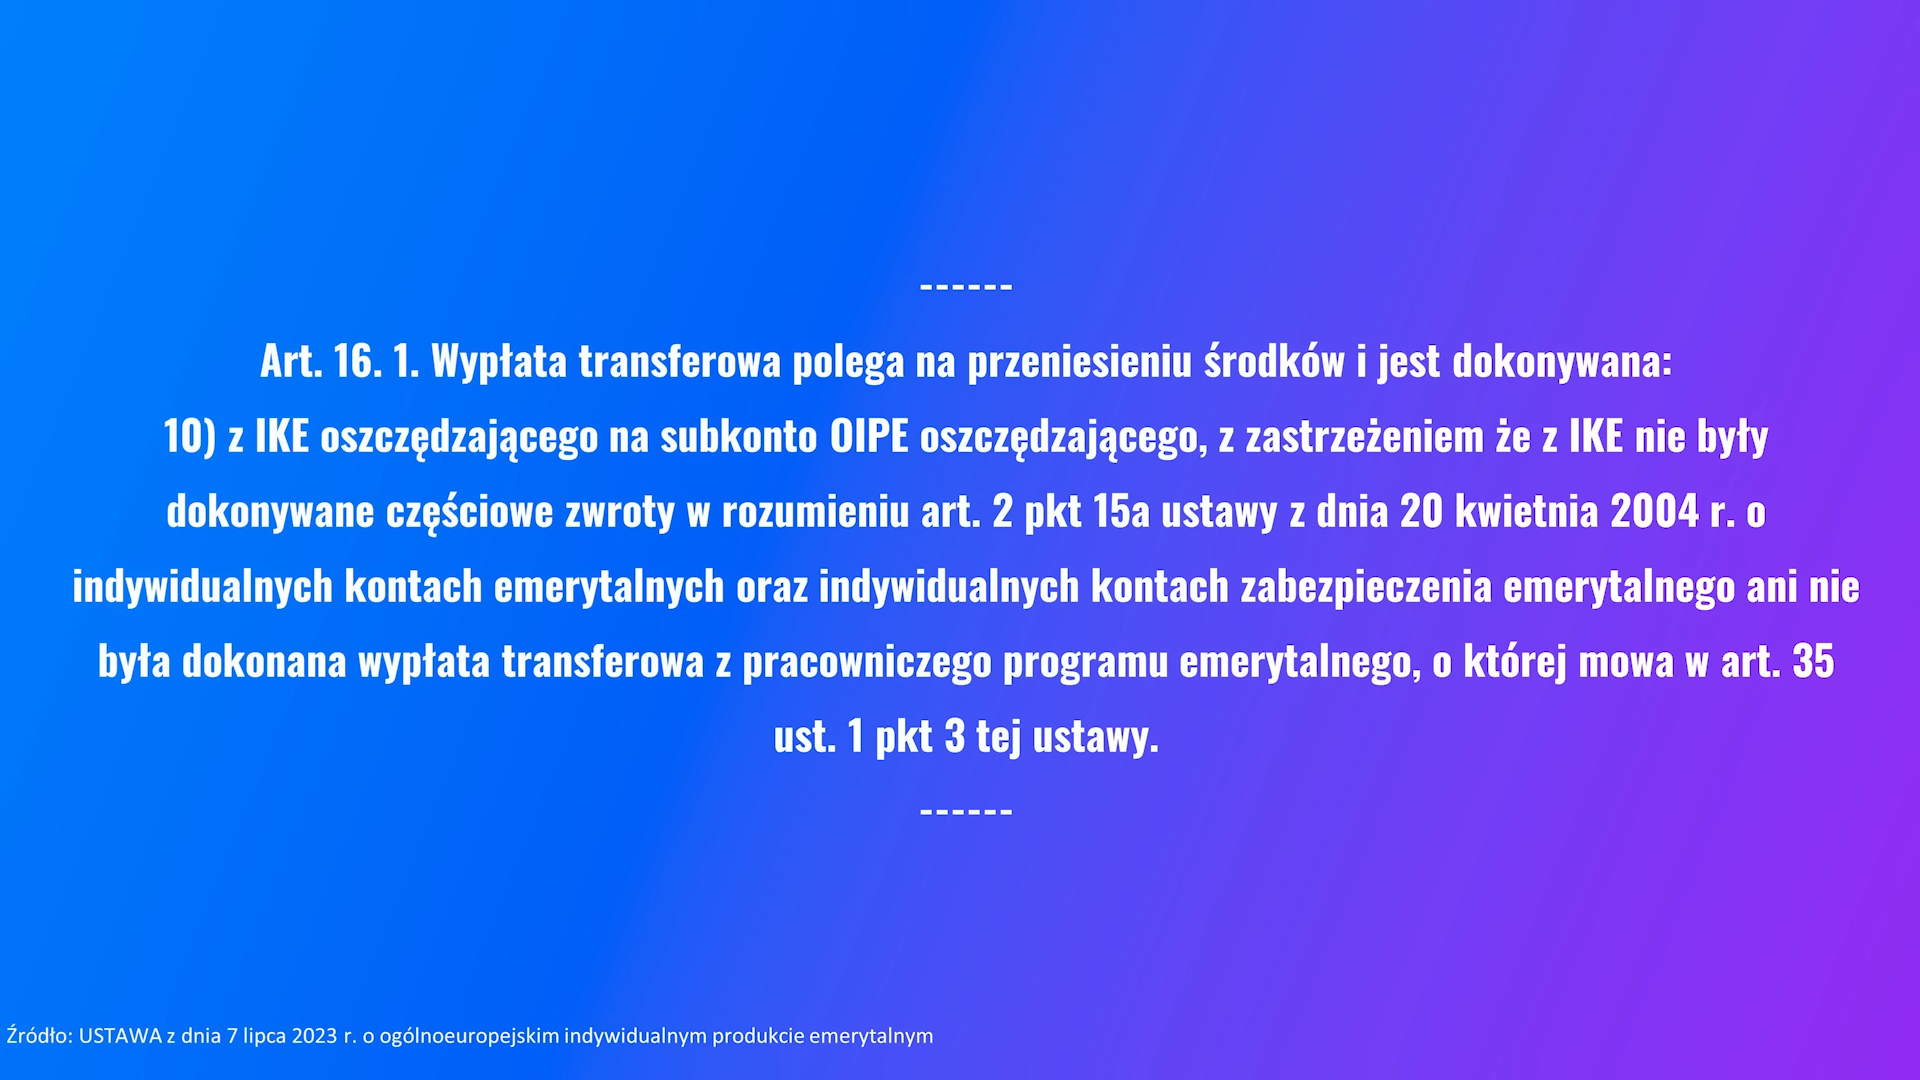 ------
Art. 16. 1. Wypłata transferowa polega na przeniesieniu środków i jest dokonywana:
10) z IKE oszczędzającego na subkonto OIPE oszczędzającego, z zastrzeżeniem że z IKE nie były
dokonywane częściowe zwroty w rozumieniu art. 2 pkt 15a ustawy z dnia 20 kwietnia 2004 r. o
indywidualnych kontach emerytalnych oraz indywidualnych kontach zabezpieczenia emerytalnego ani nie
była dokonana wypłata transferowa z pracowniczego programu emerytalnego, o której mowa w art. 35
ust. 1 pkt 3 tej ustawy.
------
Źródło: USTAWA z dnia 7 lipca 2023 r. o ogólnoeuropejskim indywidualnym produkcie emerytalnym